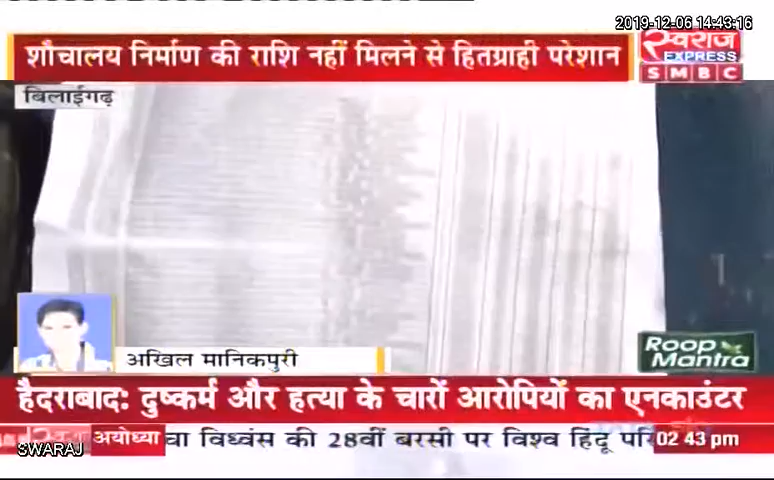 2019-12-06 14:43:16
शौचालय निर्माण की राशि नहीं मिलने से हितग्राही परेशान
स्वराज
EXPRESS
SMBC
बिलाईगढ़
अखिल मानिकपुरी
Roop
Mantra
हैदराबाद: दुष्कर्म और हत्या के चारों आरोपियों का एनकाउंटर
अयोध्या
विध्वंस की 28वीं बरसी पर विश्व हिंदू
02 43 pm
SWARAJ